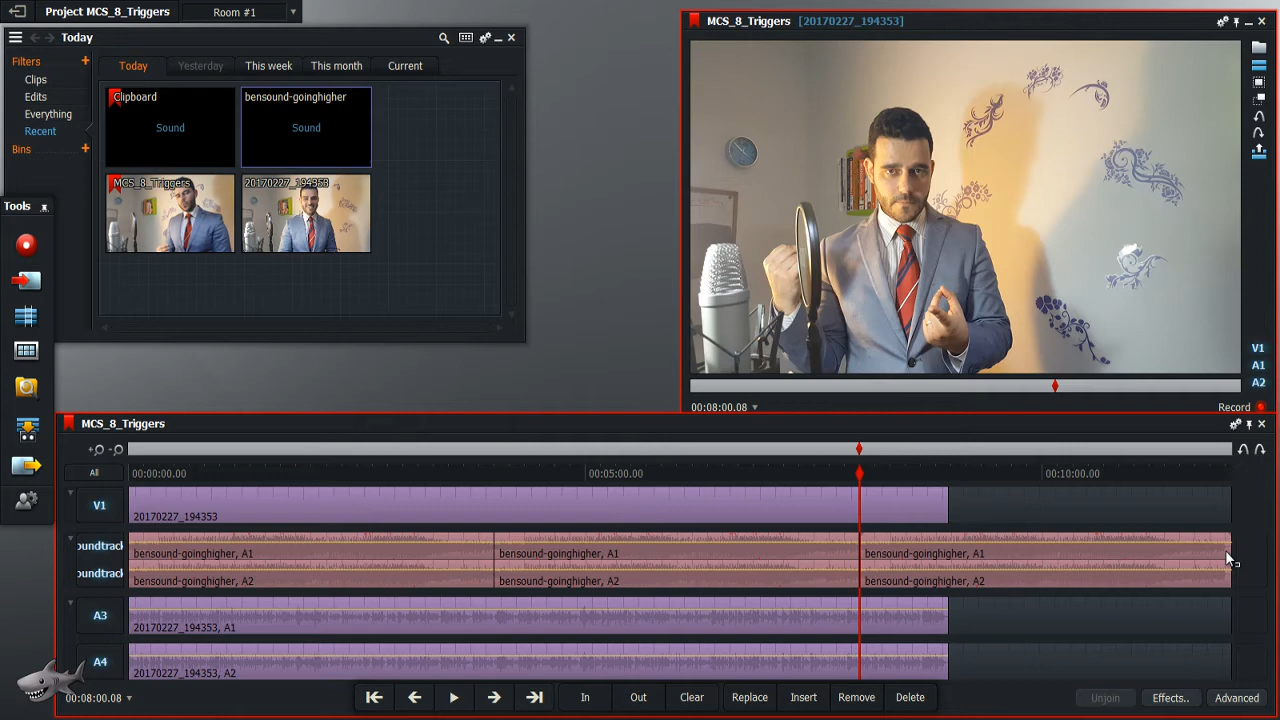 Project MCS_8_Triggers
Room #1
Today
Filters
Clips
Edits
Everything
Recent
Bins
Today
Yesterday
This week
This month
Current
Clipboard
Sound
bensound-goinghigher
Sound
MCS_8_Triggers
20170227_194353
Tools
MCS_8_Triggers [20170227_194353]
V1
A1
A2
00:08:00.08
Record
MCS_8_Triggers
All
00:00:00.00
00:05:00.00
00:10:00.00
V1
20170227_194353
oundtrack
bensound-goinghigher, A1
bensound-goinghigher, A1
bensound-goinghigher, A1
oundtrack
bensound-goinghigher, A2
bensound-goinghigher, A2
bensound-goinghigher, A2
A3
20170227_194353, A1
A4
20170227_194353, A2
00:08:00.08
In
Out
Clear
Replace
Insert
Remove
Delete
Unjoin
Effects..
Advanced